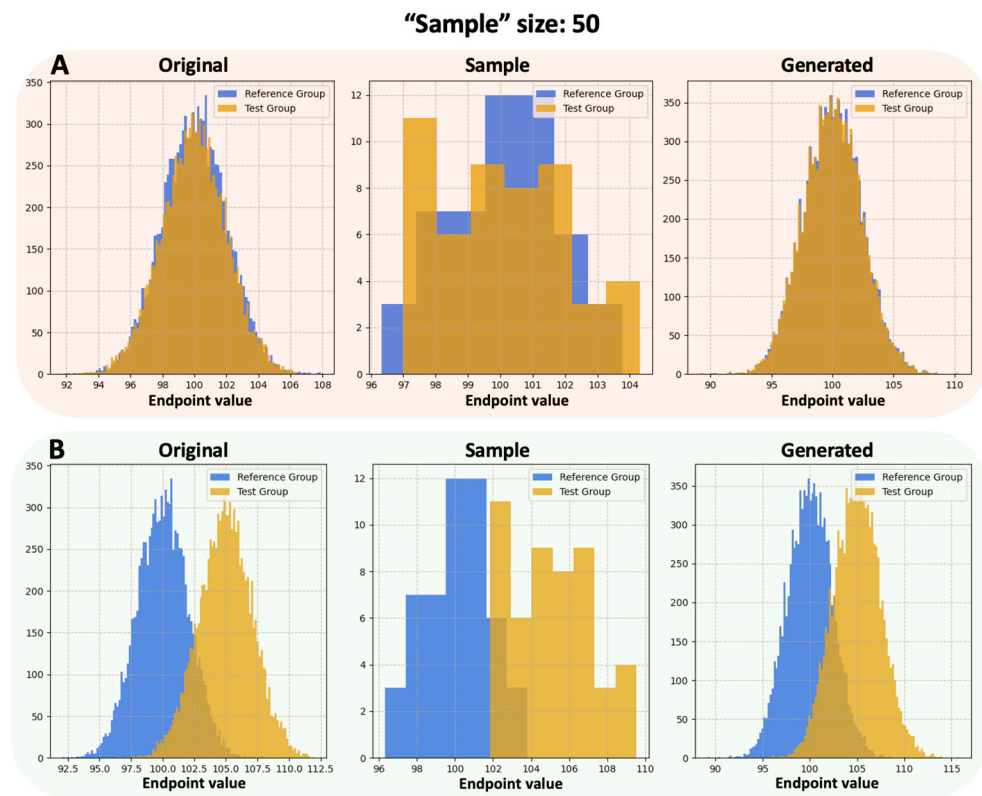 “Sample” size: 50
A
Original
Sample
Generated
Reference Group
Test Group
Reference Group
Test Group
Reference Group
Test Group
350
300
250
200
150
100
50
0
12
10
8
6
4
2
0
350
300
250
200
150
100
50
0
92 94 96 98 100 102 104 106 108
96 97 98 99 100 101 102 103 104
90 95 100 105 110
Endpoint value
Endpoint value
Endpoint value
B
Original
Sample
Generated
Reference Group
Test Group
Reference Group
Test Group
Reference Group
Test Group
350
300
250
200
150
100
50
0
12
10
8
6
4
2
0
350
300
250
200
150
100
50
0
92.5 95.0 97.5 100.0 102.5 105.0 107.5 110.0 112.5
96 98 100 102 104 106 108 110
90 95 100 105 110 115
Endpoint value
Endpoint value
Endpoint value